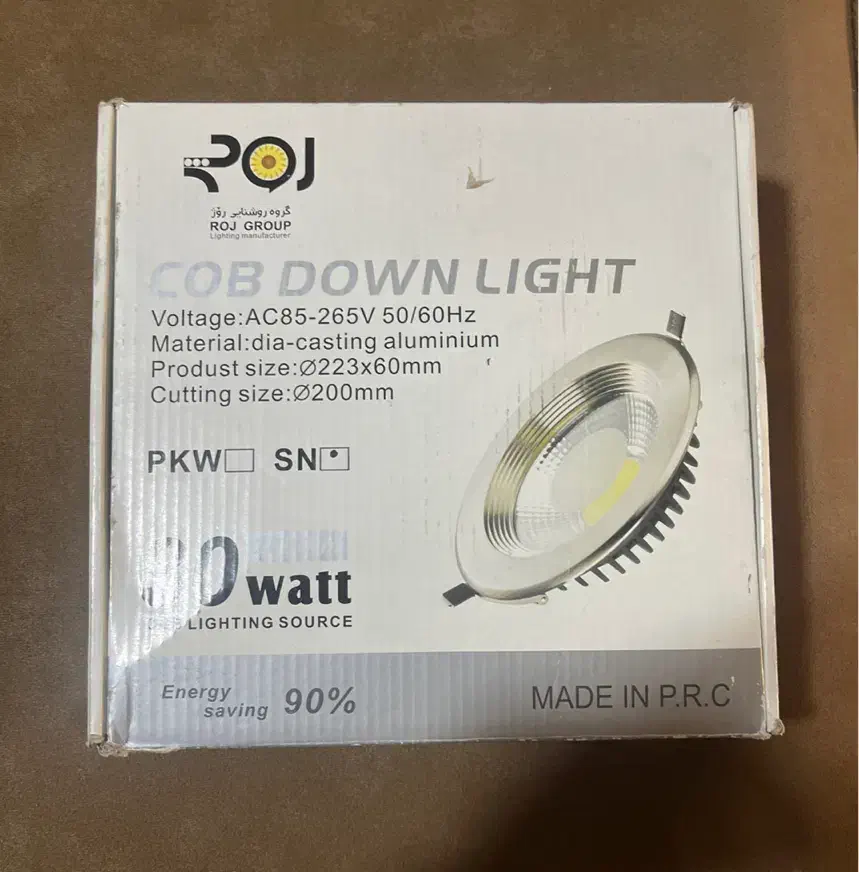 ROJ
گروه روشنایی رۆژ
ROJ GROUP
Lighting manufacturer
COB DOWN LIGHT
Voltage:AC85-265V 50/60Hz
Material:dia-casting aluminium
Produst size:Ø223x60mm
Cutting size:Ø200mm
PKW SN
watt
LIGHTING SOURCE
Energy
saving 90%
MADE IN P.R.C